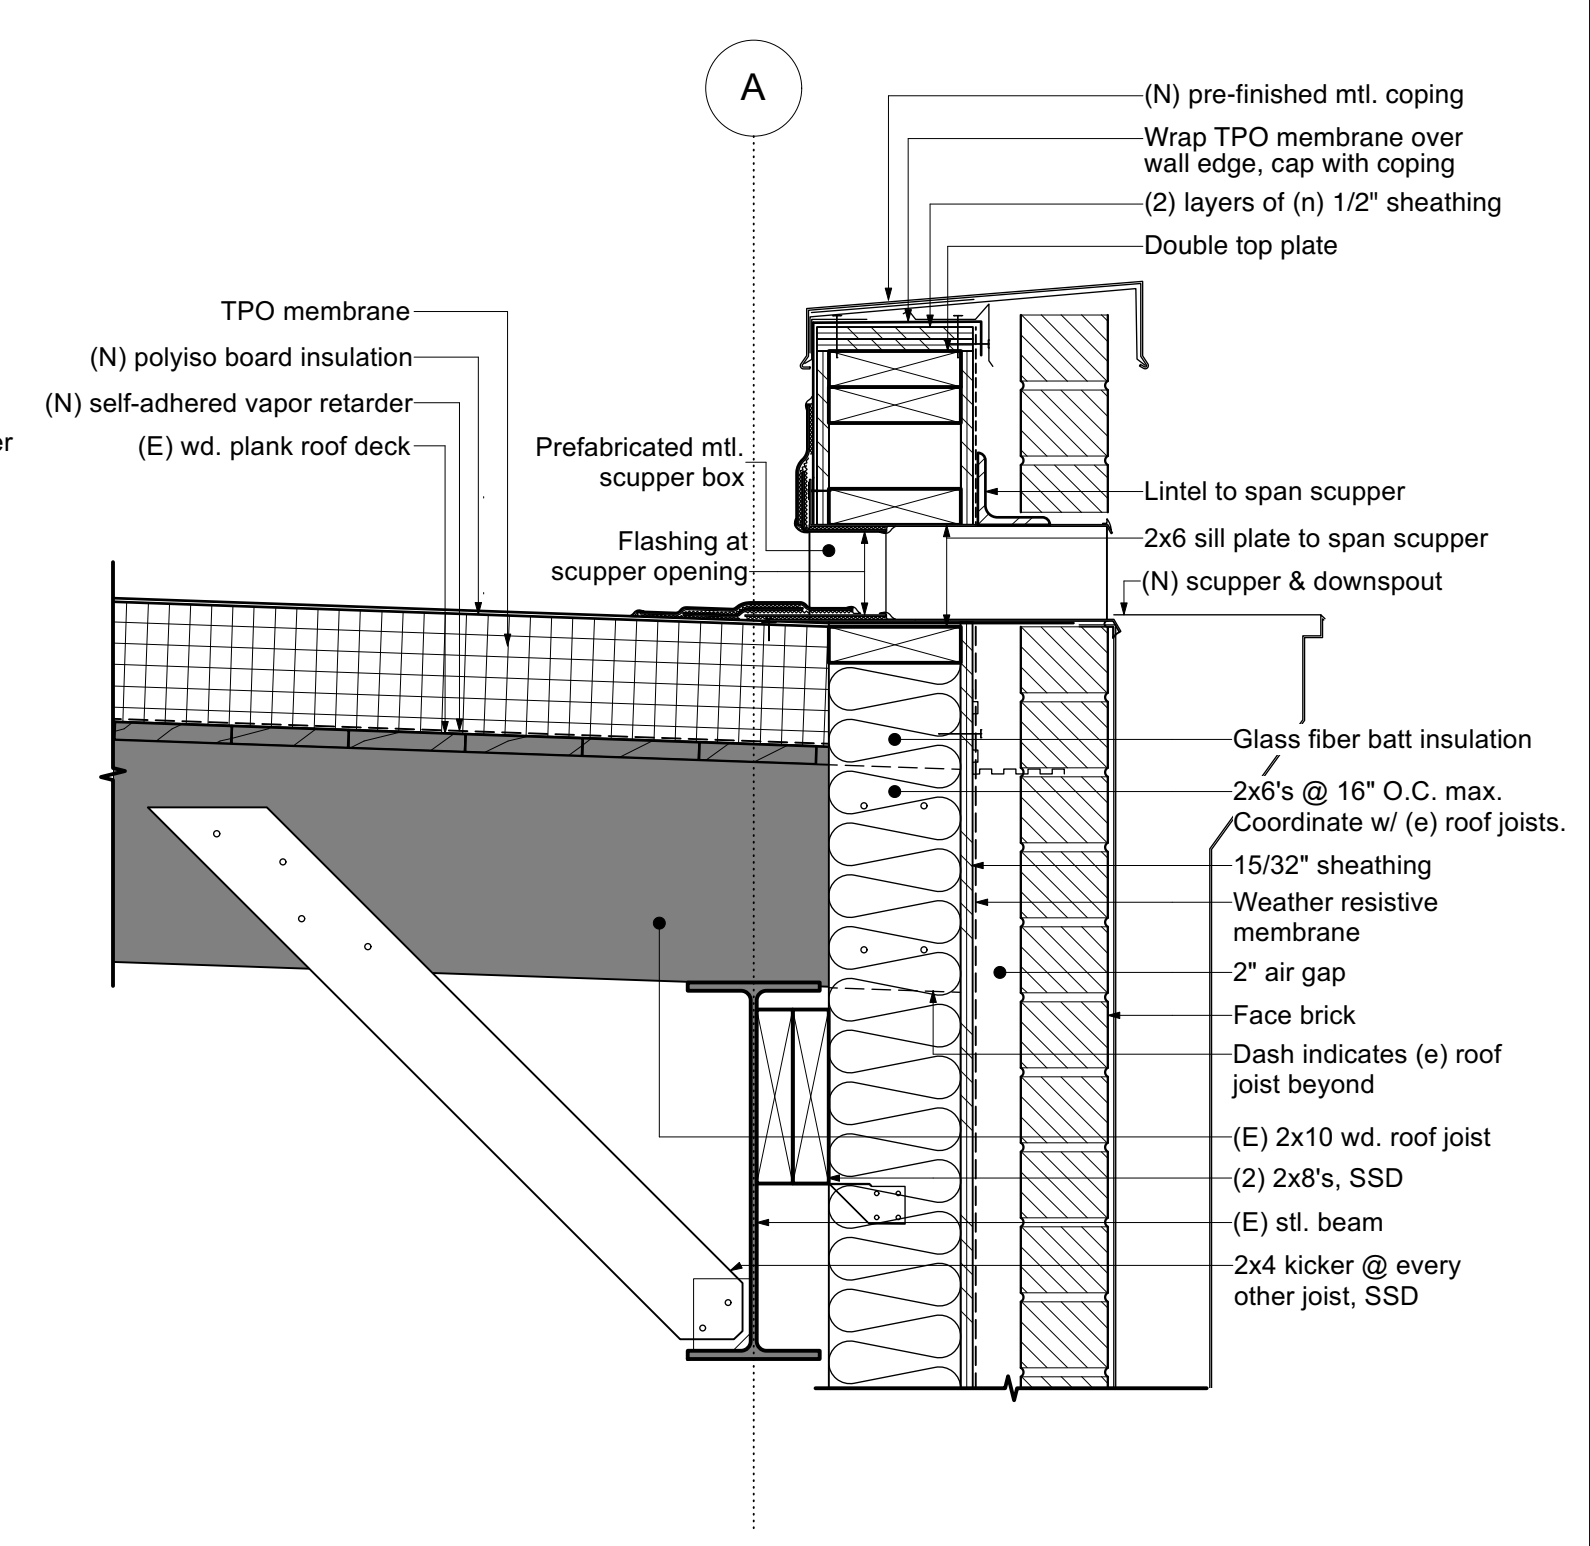 A
(N) pre-finished mtl. coping
Wrap TPO membrane over
wall edge, cap with coping
(2) layers of (n) 1/2" sheathing
Double top plate
TPO membrane
(N) polyiso board insulation
(N) self-adhered vapor retarder
(E) wd. plank roof deck
er
Prefabricated mtl.
scupper box
Flashing at
scupper opening
Lintel to span scupper
2x6 sill plate to span scupper
(N) scupper & downspout
Glass fiber batt insulation
2x6's @ 16" O.C. max.
Coordinate w/ (e) roof joists.
15/32" sheathing
Weather resistive
membrane
2" air gap
Face brick
Dash indicates (e) roof
joist beyond
(E) 2x10 wd. roof joist
(2) 2x8's, SSD
(E) stl. beam
2x4 kicker @ every
other joist, SSD